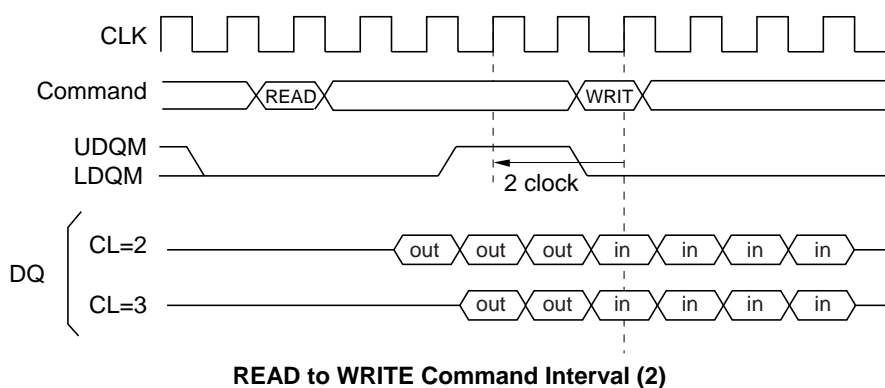 CLK
Command
READ
WRIT
UDQM
LDQM
2 clock
DQ
CL=2
out out out in in in in
CL=3
out out in in in in
READ to WRITE Command Interval (2)